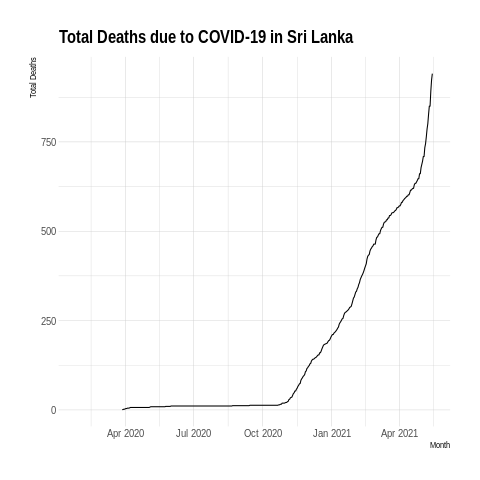 Total Deaths due to COVID-19 in Sri Lanka
Total Deaths
750
500
250
0
Apr 2020 Jul 2020 Oct 2020 Jan 2021 Apr 2021
Month